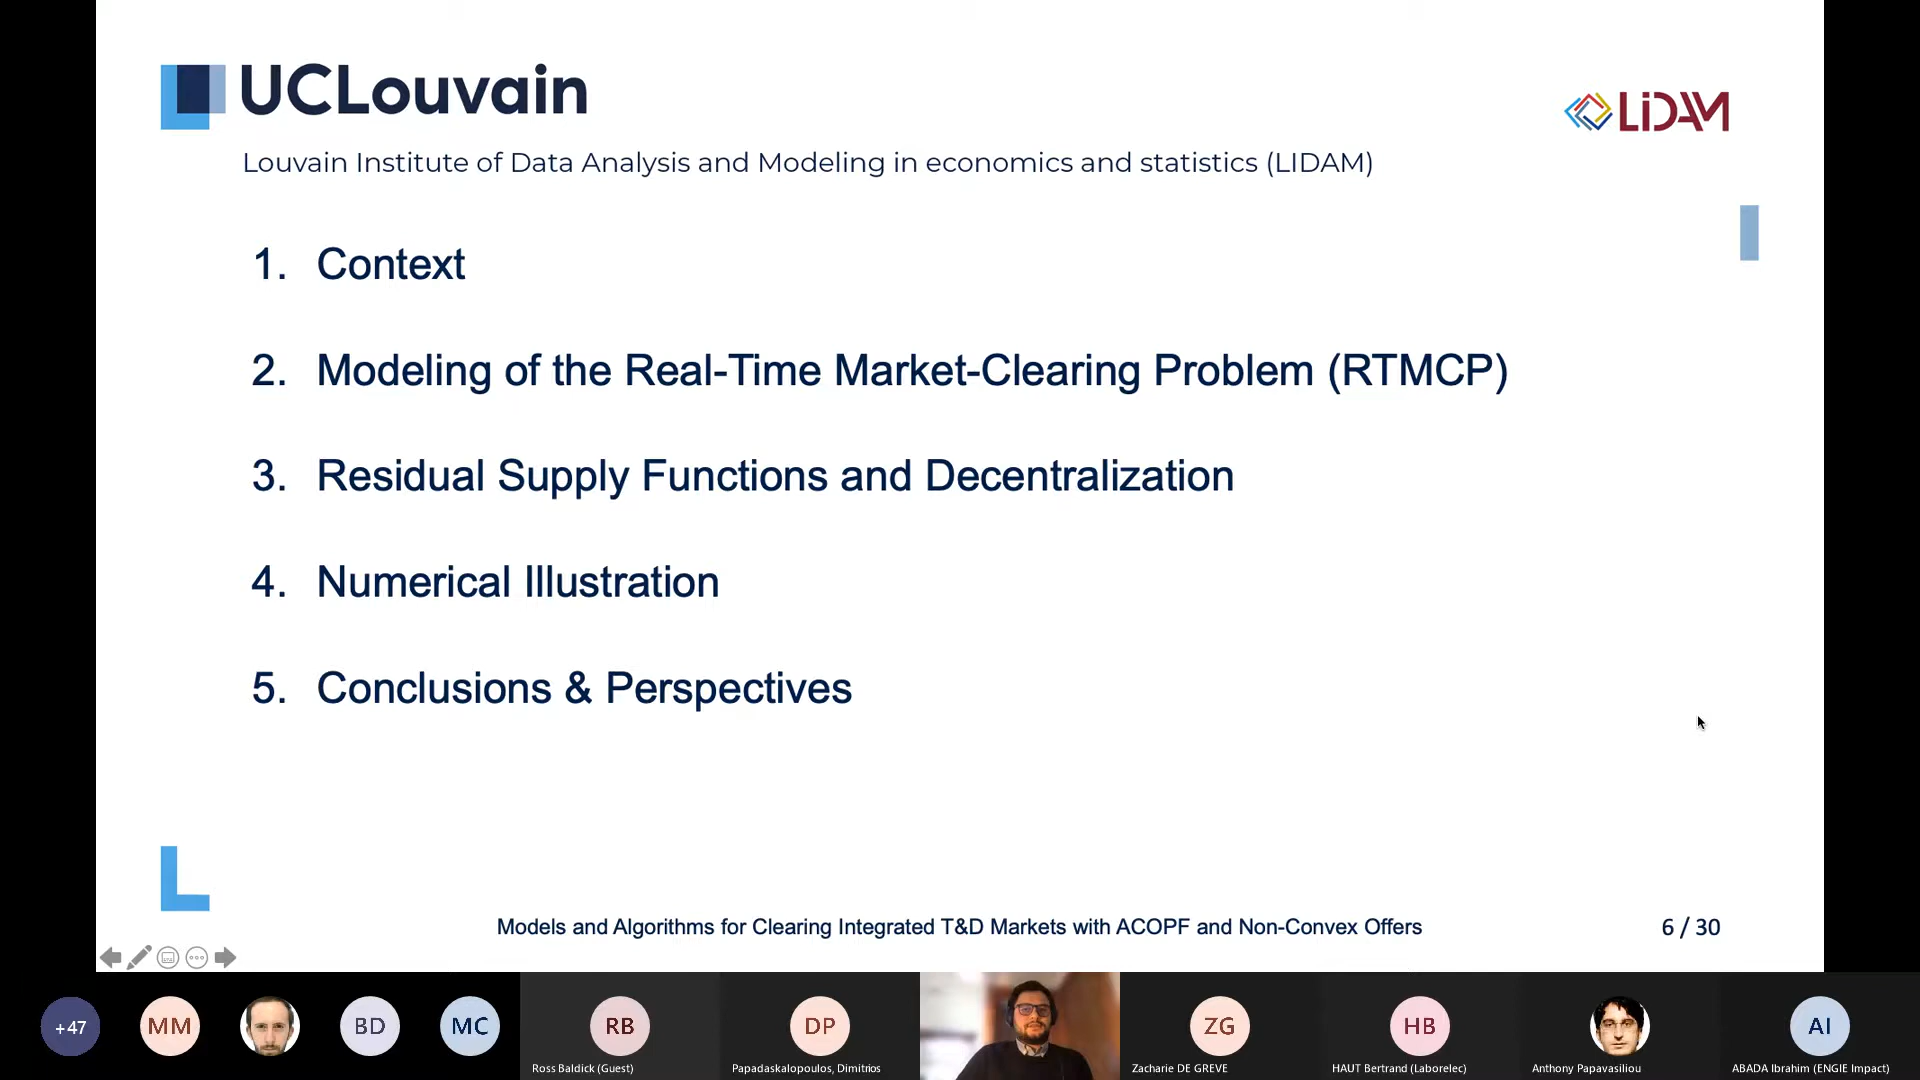 UCLouvain
LiDAM
Louvain Institute of Data Analysis and Modeling in economics and statistics (LIDAM)
1. Context
2. Modeling of the Real-Time Market-Clearing Problem (RTMCP)
3. Residual Supply Functions and Decentralization
4. Numerical Illustration
5. Conclusions & Perspectives
Models and Algorithms for Clearing Integrated T&D Markets with ACOPF and Non-Convex Offers
6 / 30
+47
MM
BD
MC
RB
DP
ZG
HB
AI
Ross Baldick (Guest)
Papadaskalopoulos, Dimitrios
Zacharie DE GREVE
HAUT Bertrand (Laborelec)
Anthony Papavasiliou
ABADA Ibrahim (ENGIE Impact)